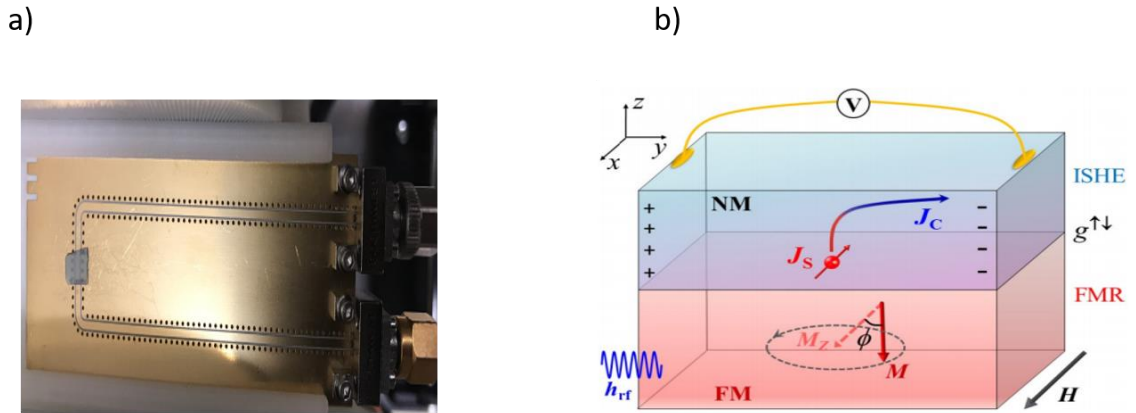 a)
b)
V
z
y
x
ISHE
NM
J_C
+ + + +
- - - -
g↑↓
J_S
FMR
M_Z
ϕ
M
h_rf
FM
H